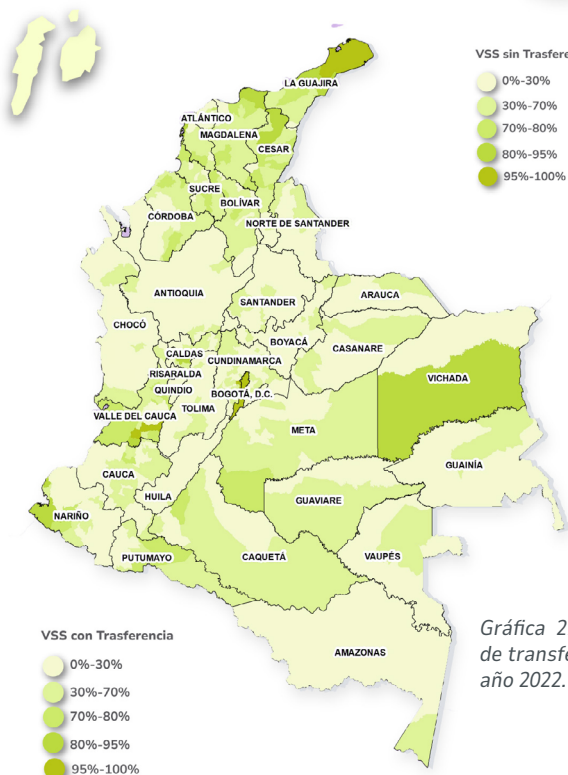 VSS sin Trasfere
0%-30%
30%-70%
70%-80%
80%-95%
95%-100%
LA GUAJIRA
ATLÁNTICO
MAGDALENA
CESAR
SUCRE
BOLÍVAR
CÓRDOBA
NORTE DE SANTANDER
ANTIOQUIA
SANTANDER
ARAUCA
CHOCÓ
BOYACÁ
CASANARE
CALDAS
CUNDINAMARCA
RISARALDA
VICHADA
QUINDIO
BOGOTÁ, D.C.
VALLE DEL CAUCA
TOLIMA
META
GUAINÍA
CAUCA
HUILA
GUAVIARE
NARIÑO
PUTUMAYO
CAQUETÁ
VAUPÉS
AMAZONAS
VSS con Trasferencia
0%-30%
30%-70%
70%-80%
80%-95%
95%-100%
Gráfica 2
de transfe
año 2022.